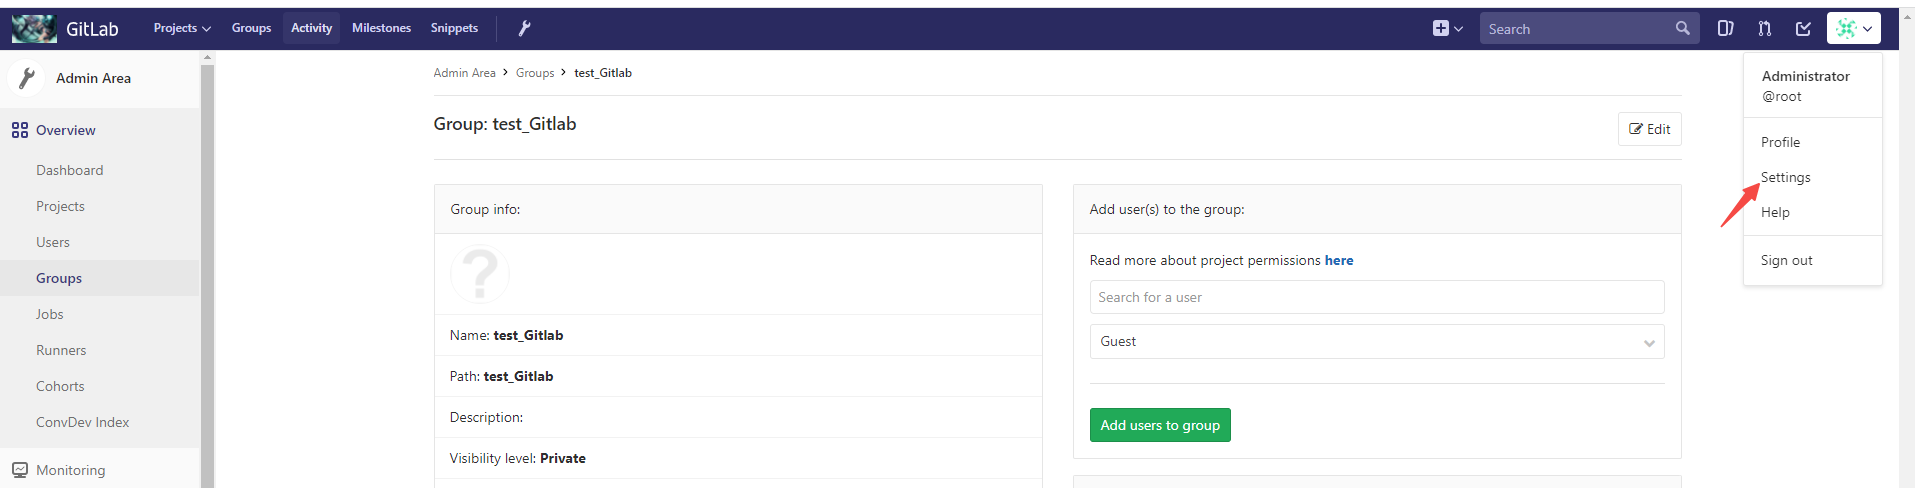 GitLab Projects Groups Activity Milestones Snippets Search
Admin Area
Overview
Dashboard
Projects
Users
Groups
Jobs
Runners
Cohorts
ConvDev Index
Monitoring
Admin Area > Groups > test_Gitlab
Group: test_Gitlab
Edit
Group info:
?
Name: test_Gitlab
Path: test_Gitlab
Description:
Visibility level: Private
Add user(s) to the group:
Read more about project permissions here
Search for a user
Guest
Add users to group
Administrator
@root
Profile
Settings
Help
Sign out